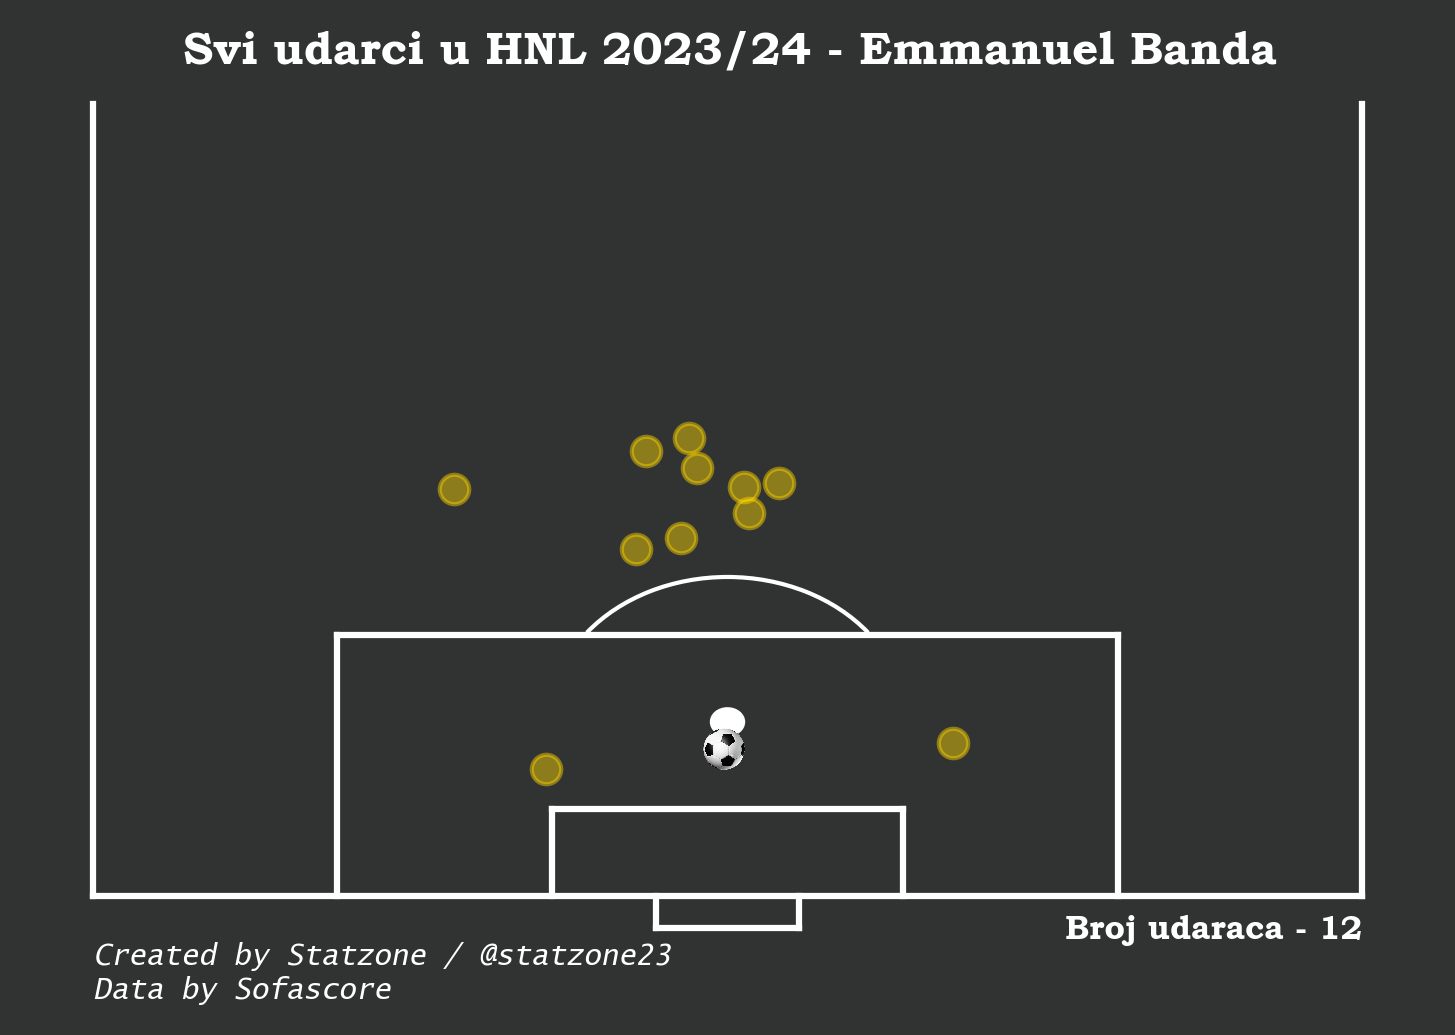 Svi udarci u HNL 2023/24 - Emmanuel Banda
Broj udaraca - 12
Created by Statzone / @statzone23
Data by Sofascore